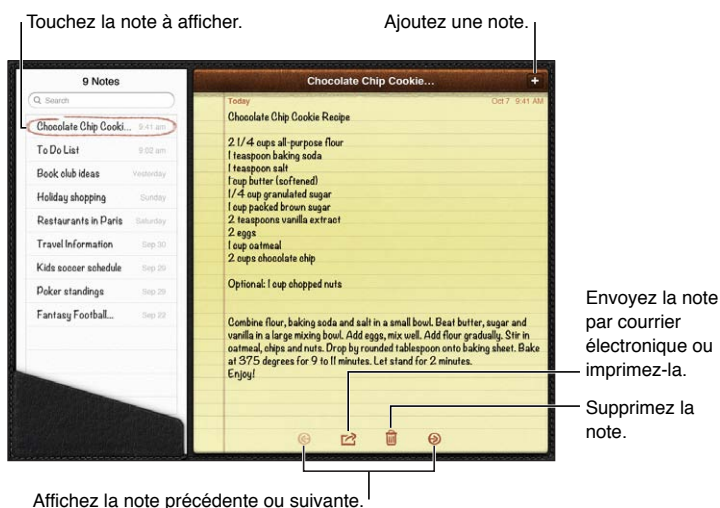 Touchez la note à afficher.
Ajoutez une note.
9 Notes
Search
Chocolate Chip Cooki... 9:41 am
To Do List 9:02 am
Book club ideas Yesterday
Holiday shopping Sunday
Restaurants in Paris Saturday
Travel Information Sep 30
Kids soccer schedule Sep 29
Poker standings Sep 29
Fantasy Football... Sep 29
Chocolate Chip Cookie...
+
Today Oct 7 9:41 AM
Chocolate Chip Cookie Recipe
2 1/4 cups all-purpose flour
1 teaspoon baking soda
1 teaspoon salt
1 cup butter (softened)
1/4 cup granulated sugar
1 cup packed brown sugar
2 teaspoons vanilla extract
2 eggs
1 cup oatmeal
2 cups chocolate chip
Optional: 1 cup chopped nuts
Combine flour, baking soda and salt in a small bowl. Beat butter, sugar and
vanilla in a large mixing bowl. Add eggs, mix well. Add flour gradually. Stir in
oatmeal, chips and nuts. Drop by rounded tablespoon onto baking sheet. Bake
at 375 degrees for 9 to 11 minutes. Let stand for 2 minutes.
Enjoy!
Envoyez la note
par courrier
électronique ou
imprimez-la.
Supprimez la
note.
Affichez la note précédente ou suivante.